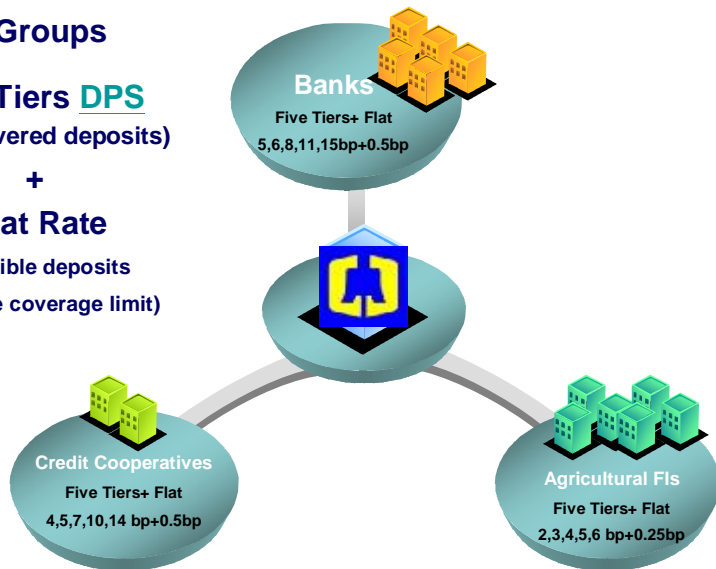 Groups
Tiers DPS
vered deposits)
+
at Rate
ible deposits
e coverage limit)
Banks
Five Tiers+ Flat
5,6,8,11,15bp+0.5bp
Credit Cooperatives
Five Tiers+ Flat
4,5,7,10,14 bp+0.5bp
Agricultural FIs
Five Tiers+ Flat
2,3,4,5,6 bp+0.25bp